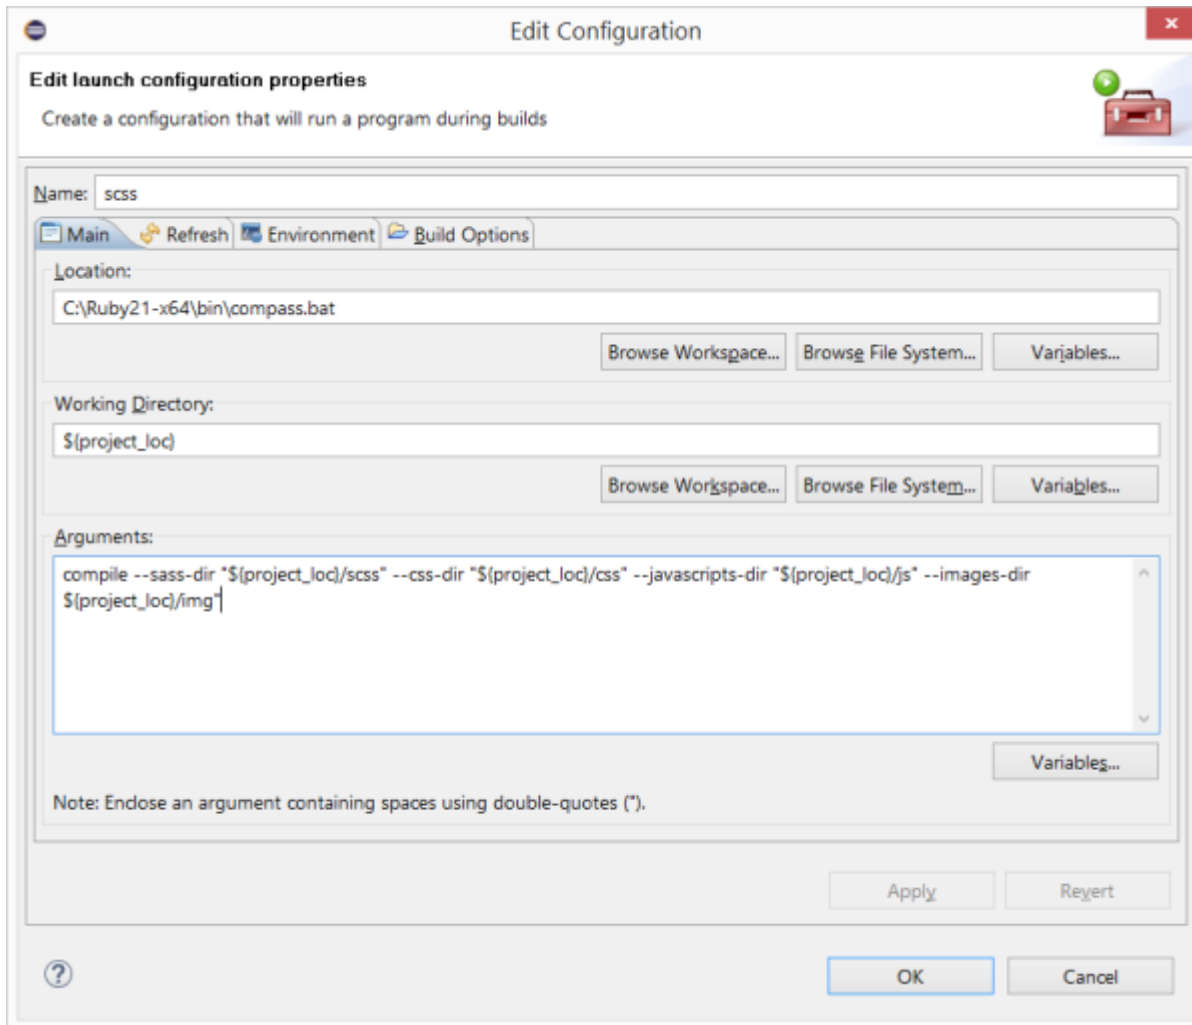 Edit Configuration
Edit launch configuration properties
Create a configuration that will run a program during builds
Name: scss
Main Refresh Environment Build Options
Location:
C:\Ruby21-x64\bin\compass.bat
Browse Workspace... Browse File System... Variables...
Working Directory:
${project_loc}
Browse Workspace... Browse File System... Variables...
Arguments:
compile --sass-dir "${project_loc}/scss" --css-dir "${project_loc}/css" --javascripts-dir "${project_loc}/js" --images-dir
${project_loc}/img"
Variables...
Note: Enclose an argument containing spaces using double-quotes (").
Apply Revert
OK Cancel